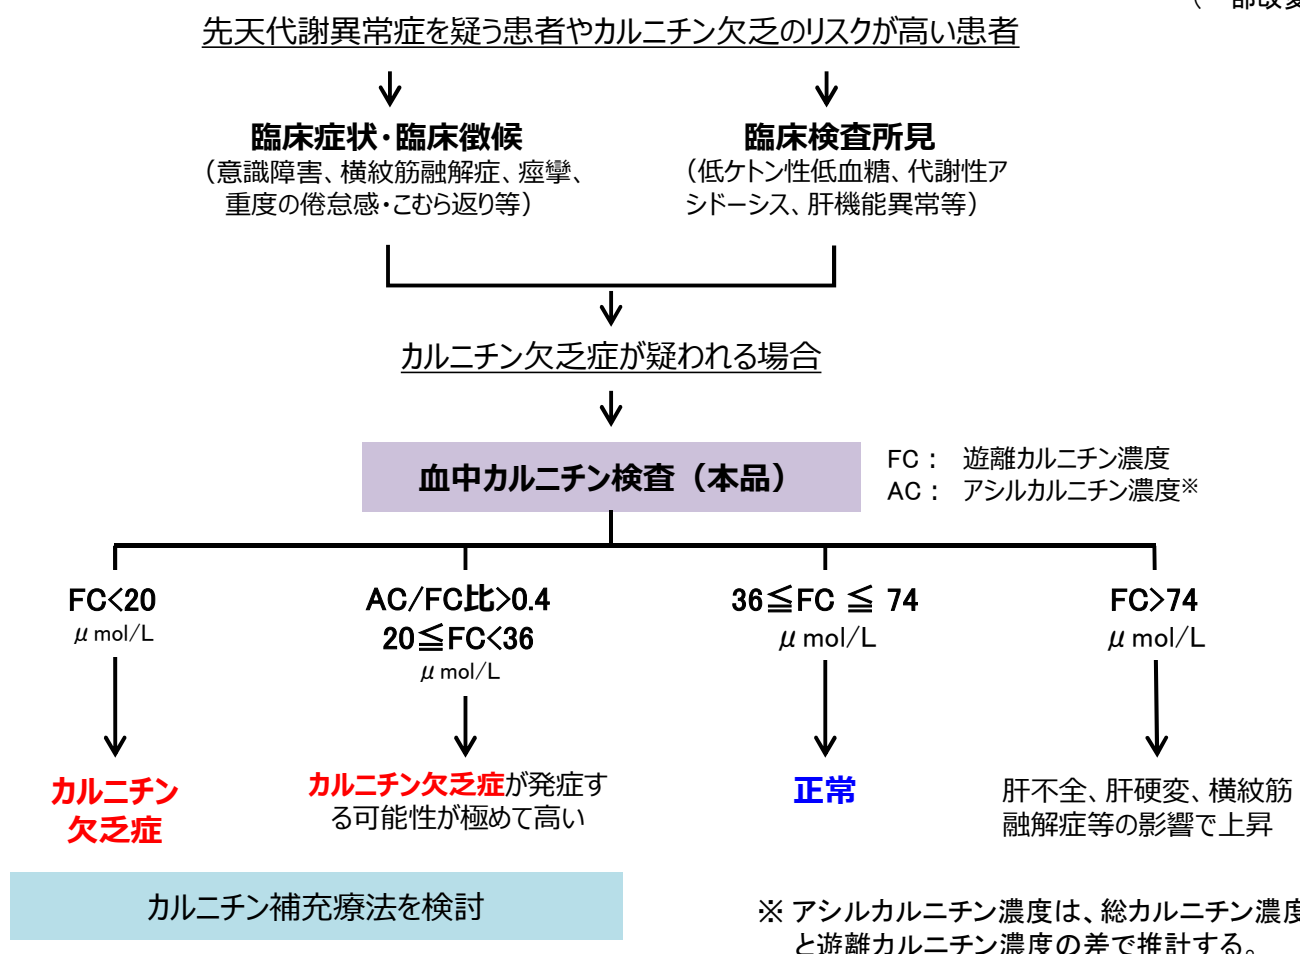 （一部改変
先天代謝異常症を疑う患者やカルニチン欠乏のリスクが高い患者
臨床症状・臨床徴候
（意識障害、横紋筋融解症、痙攣、
重度の倦怠感・こむら返り等）
臨床検査所見
（低ケトン性低血糖、代謝性ア
シドーシス、肝機能異常等）
カルニチン欠乏症が疑われる場合
血中カルニチン検査（本品）
FC： 遊離カルニチン濃度
AC： アシルカルニチン濃度※
FC<20
μmol/L
AC/FC比>0.4
20≦FC<36
μmol/L
36≦FC ≦ 74
μmol/L
FC>74
μmol/L
カルニチン
欠乏症
カルニチン欠乏症が発症す
る可能性が極めて高い
正常
肝不全、肝硬変、横紋筋
融解症等の影響で上昇
カルニチン補充療法を検討
※ アシルカルニチン濃度は、総カルニチン濃度
と遊離カルニチン濃度の差で推計する。